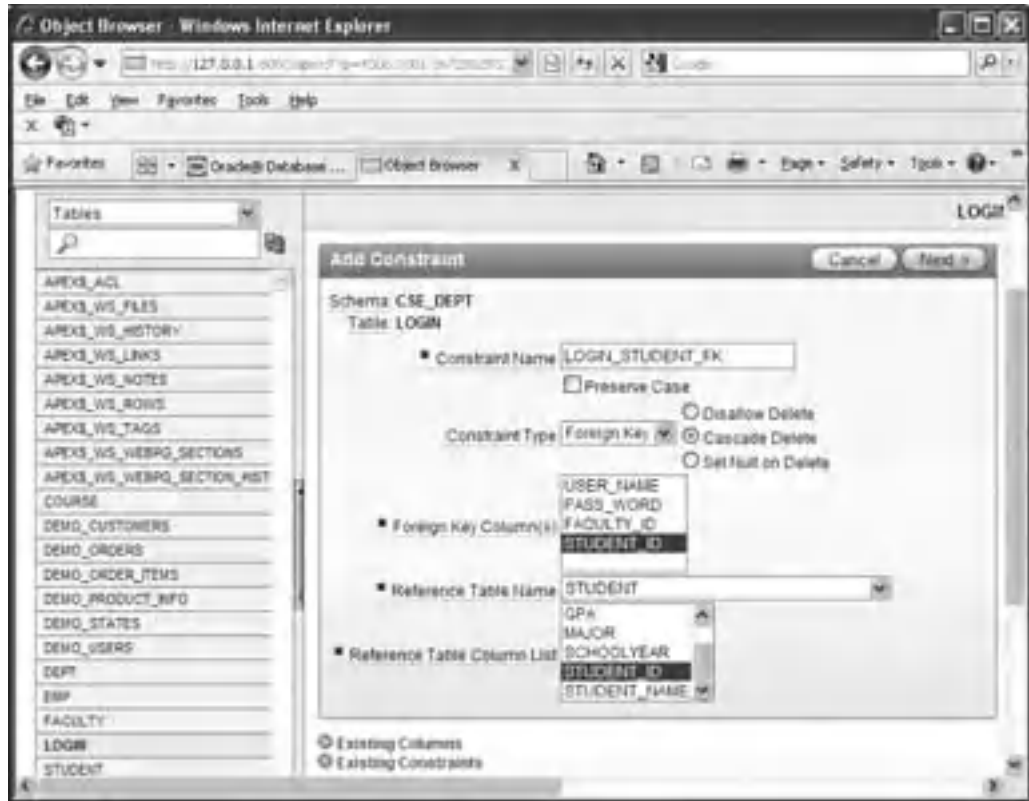 Object Browser - Windows Internet Explorer
127.0.0.1
File Edit View Favorites Tools Help
X
Favorites Oracle® Database ... Object Browser X Page Safety Tools
Tables
LOGIN
APEX$_ACL
APEX$_WS_FILES
APEX$_WS_HISTORY
APEX$_WS_LINKS
APEX$_WS_NOTES
APEX$_WS_ROWS
APEX$_WS_TAGS
APEX$_WS_WEBPG_SECTIONS
APEX$_WS_WEBPG_SECTION_HIST
COURSE
DEMO_CUSTOMERS
DEMO_ORDERS
DEMO_ORDER_ITEMS
DEMO_PRODUCT_INFO
DEMO_STATES
DEMO_USERS
DEPT
EMP
FACULTY
LOGIN
STUDENT
Add Constraint Cancel Next >
Schema: CSE_DEPT
Table: LOGIN
Constraint Name LOGIN_STUDENT_FK
Preserve Case
Disallow Delete
Constraint Type Foreign Key Cascade Delete
Set Null on Delete
USER_NAME
PASS_WORD
Foreign Key Column(s) FACULTY_ID
STUDENT_ID
Reference Table Name STUDENT
GPA
MAJOR
Reference Table Column List SCHOOLYEAR
STUDENT_ID
STUDENT_NAME
Existing Columns
Existing Constraints